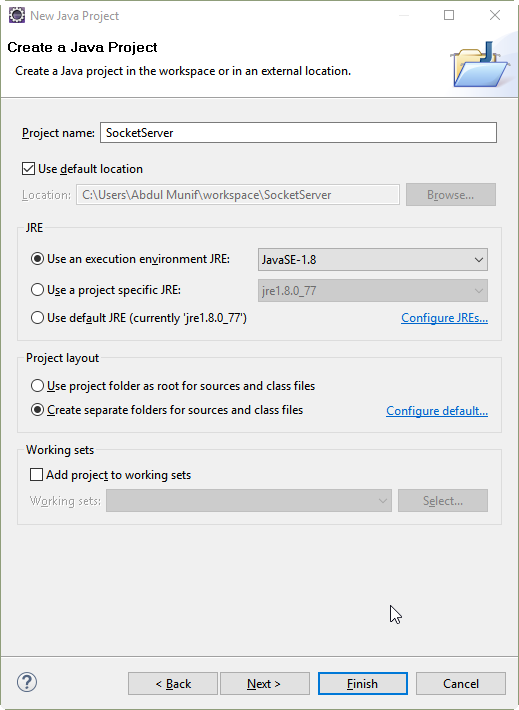 New Java Project
Create a Java Project
Create a Java project in the workspace or in an external location.
Project name: SocketServer
Use default location
Location: C:\Users\Abdul Munif\workspace\SocketServer Browse...
JRE
Use an execution environment JRE: JavaSE-1.8
Use a project specific JRE: jre1.8.0_77
Use default JRE (currently 'jre1.8.0_77') Configure JREs...
Project layout
Use project folder as root for sources and class files
Create separate folders for sources and class files Configure default...
Working sets
Add project to working sets
Working sets: Select...
? < Back Next > Finish Cancel